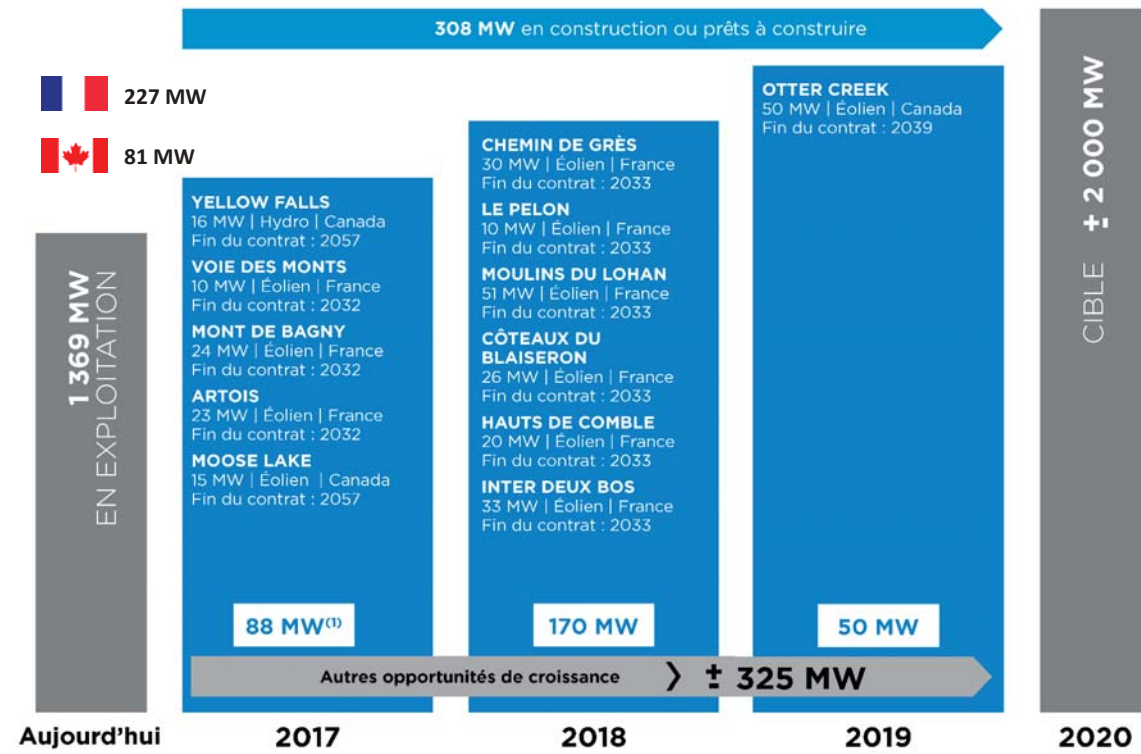 308 MW en construction ou prêts à construire
227 MW
81 MW
1 369 MW
EN EXPLOITATION
YELLOW FALLS
16 MW | Hydro | Canada
Fin du contrat : 2057
VOIE DES MONTS
10 MW | Éolien | France
Fin du contrat : 2032
MONT DE BAGNY
24 MW | Éolien | France
Fin du contrat : 2032
ARTOIS
23 MW | Éolien | France
Fin du contrat : 2032
MOOSE LAKE
15 MW | Éolien | Canada
Fin du contrat : 2057
88 MW(1)
CHEMIN DE GRÈS
30 MW | Éolien | France
Fin du contrat : 2033
LE PELON
10 MW | Éolien | France
Fin du contrat : 2033
MOULINS DU LOHAN
51 MW | Éolien | France
Fin du contrat : 2033
CÔTEAUX DU
BLAISERON
26 MW | Éolien | France
Fin du contrat : 2033
HAUTS DE COMBLE
20 MW | Éolien | France
Fin du contrat : 2033
INTER DEUX BOS
33 MW | Éolien | France
Fin du contrat : 2033
170 MW
OTTER CREEK
50 MW | Éolien | Canada
Fin du contrat : 2039
50 MW
CIBLE ± 2 000 MW
Autres opportunités de croissance ❯ ± 325 MW
Aujourd'hui 2017 2018 2019 2020